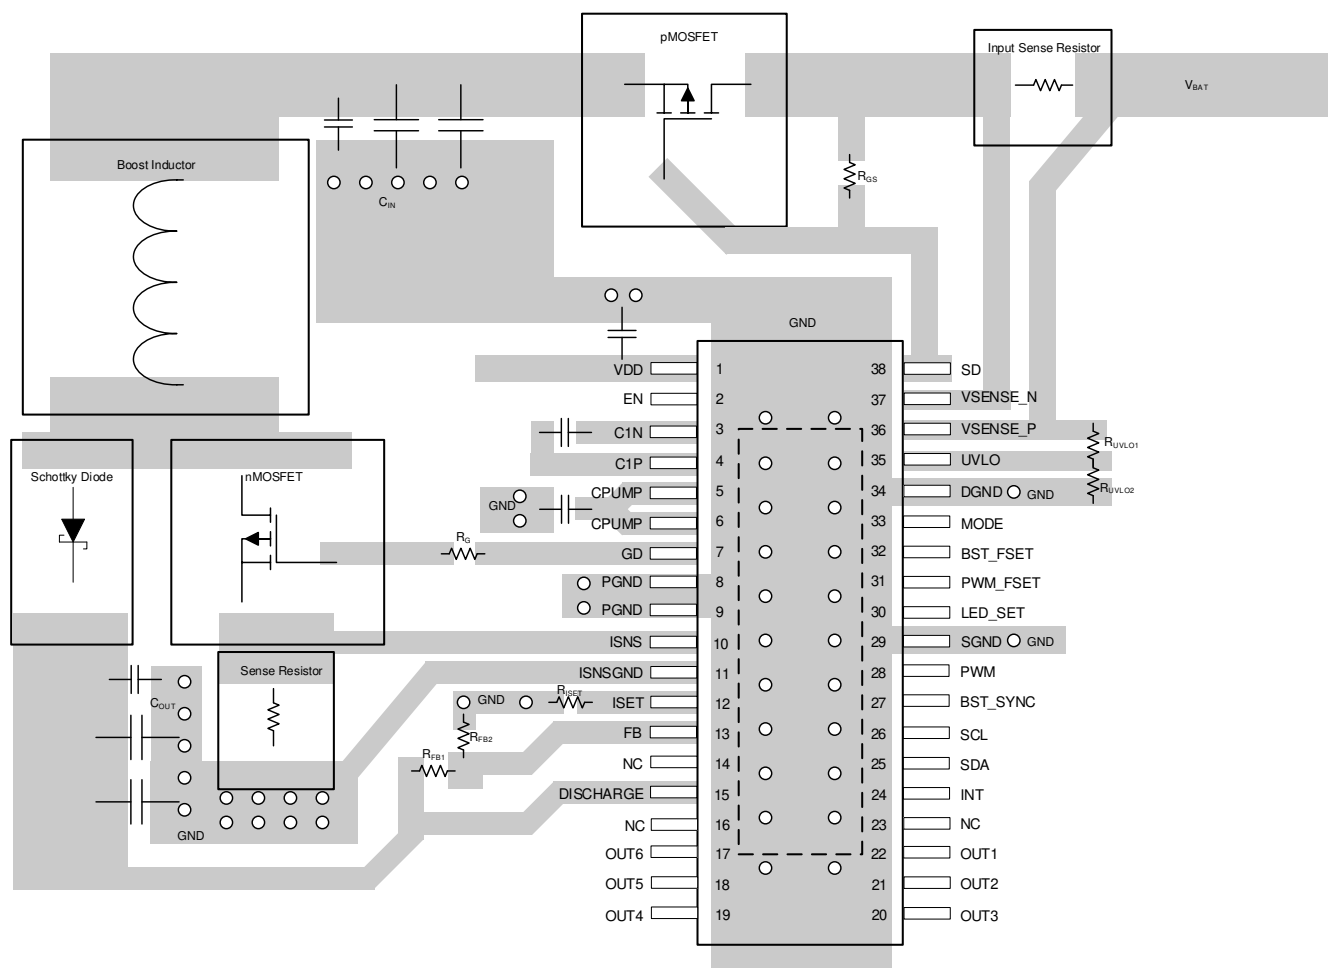 pMOSFET
Input Sense Resistor
VBAT
Boost Inductor
RGS
CIN
GND
VDD 1
EN 2
C1N 3
C1P 4
CPUMP 5
GND
CPUMP 6
RG
GD 7
PGND 8
PGND 9
ISNS 10
ISNSGND 11
ISET 12
FB 13
NC 14
DISCHARGE 15
NC 16
OUT6 17
OUT5 18
OUT4 19
38 SD
37 VSENSE_N
36 VSENSE_P
RUVLO1
35 UVLO
34 DGND GND
RUVLO2
33 MODE
32 BST_FSET
31 PWM_FSET
30 LED_SET
29 SGND GND
28 PWM
27 BST_SYNC
26 SCL
25 SDA
24 INT
23 NC
22 OUT1
21 OUT2
20 OUT3
Schottky Diode
nMOSFET
Sense Resistor
COUT
GND
GND
RISET
RFB2
RFB1